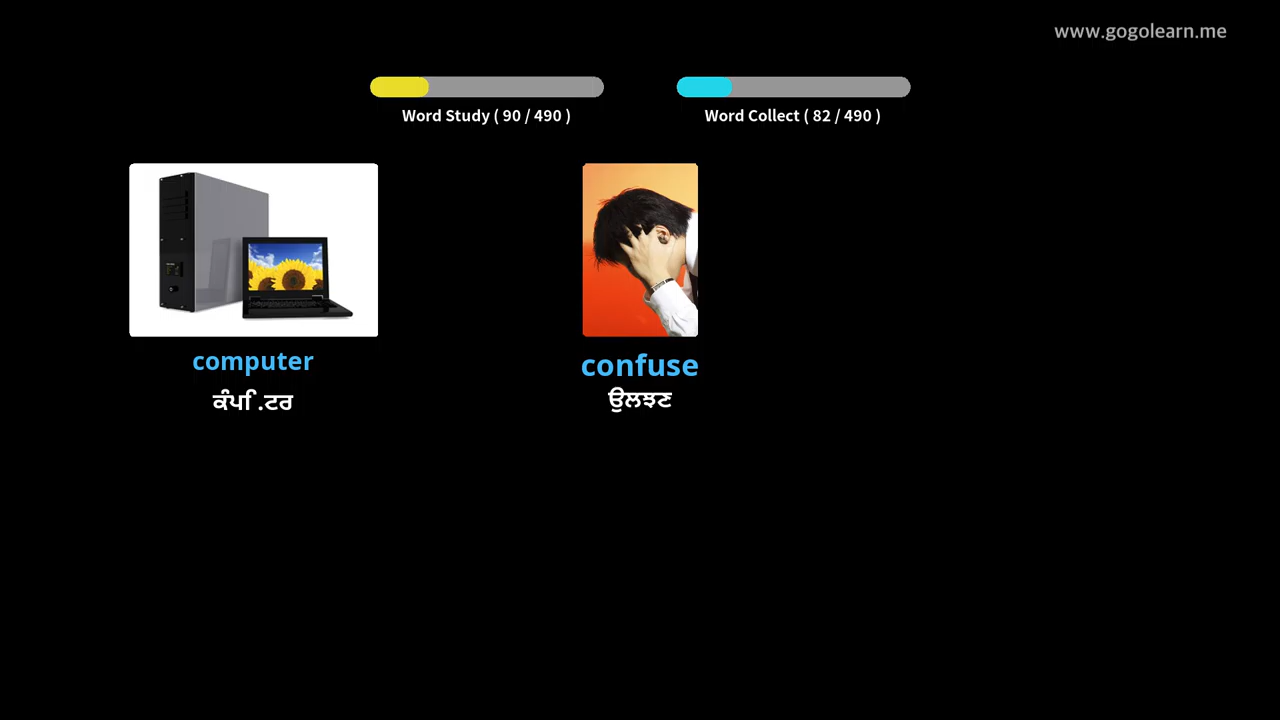 www.gogolearn.me
Word Study ( 90 / 490 )
Word Collect ( 82 / 490 )
computer
ਕੰਪਿ.ਟਰ
confuse
ਉਲਝਣ